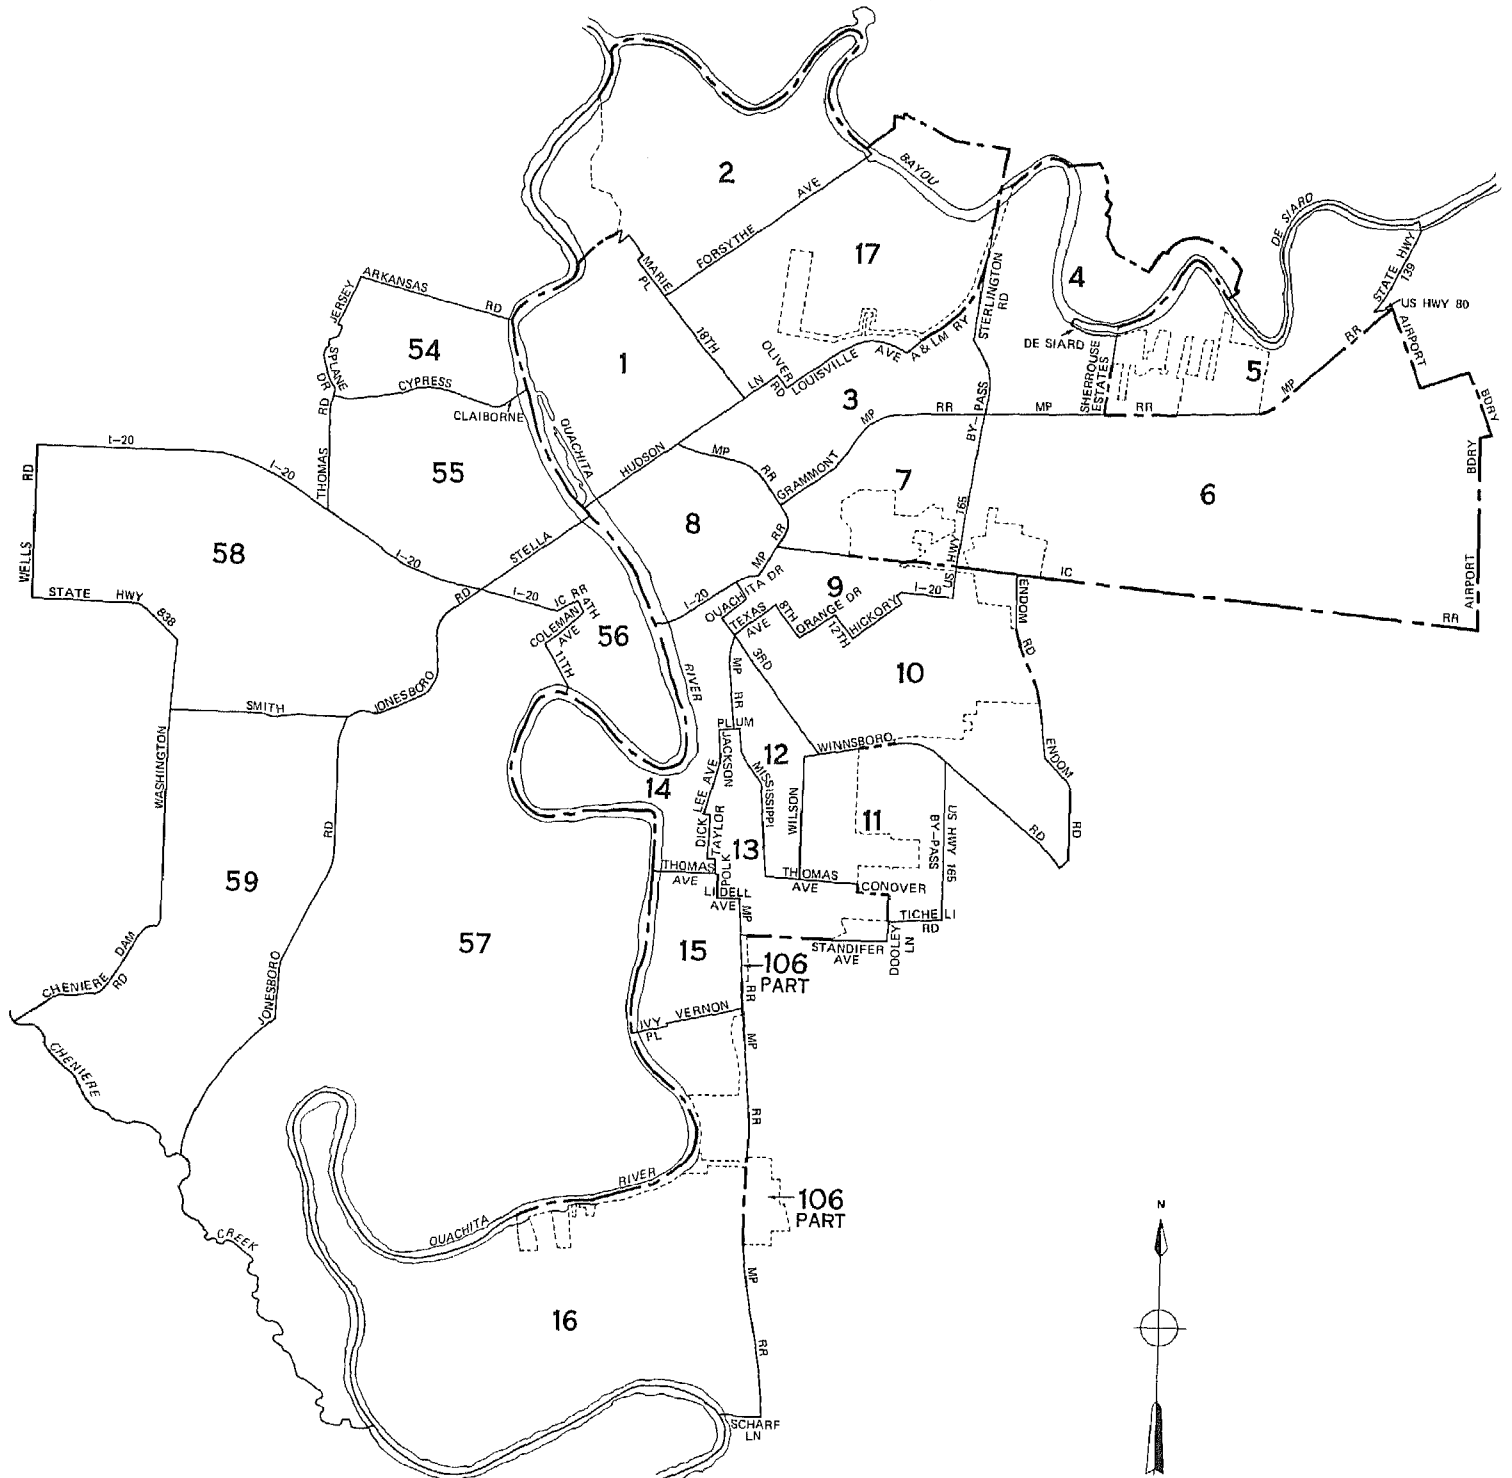 2
BAYOU
AVE
FORSYTHE
MARIE
PL
17
DE SIARD
STATE HWY
139
4
US HWY 80
AIRPORT
BDRY
ARKANSAS
RD
JERSEY
54
SPLANE
DR
CYPRESS
CLAIBORNE
1
18TH
STERLINGTON
RD
OLIVER
RD
LN
LOUISVILLE
AVE
A & LM RY
DE SIARD
SHERROUSE
ESTATES
5
RR
MP
3
MP
RR
MP
RR
BY-PASS
I-20
RD
I-20
THOMAS
RD
55
OUACHITA
HUDSON
MP
RR
GRAMMONT
7
6
BDRY
WELLS
58
8
STELLA
RD
I-20
US HWY
165
MP
RR
IC
AIRPORT
RR
STATE
HWY
838
I-20
IC RR
4TH
COLEMAN
AVE
11TH
56
I-20
OUACHITA DR
TEXAS
AVE
8TH
9
ORANGE DR
12TH
HICKORY
I-20
ENDOM
RD
10
RIVER
MP
RR
3RD
SMITH
JONESBORO
PLUM
JACKSON
12
WINNSBORO
ENDOM
RD
WASHINGTON
14
DICK
LEE AVE
TAYLOR
MISSISSIPPI
WILSON
11
US HWY 165
BY-PASS
RD
RD
13
THOMAS
AVE
POLK
THOMAS
AVE
CONOVER
LIDELL
AVE
TICHELI
RD
59
57
MP
STANDIFER
AVE
DOOLEY
LN
15
106
PART
RR
CHENIERE
DAM
RD
JONESBORO
IVY
PL
VERNON
MP
CHENIERE
RR
RIVER
OUACHITA
106
PART
N
CREEK
MP
16
RR
SCHARF
LN